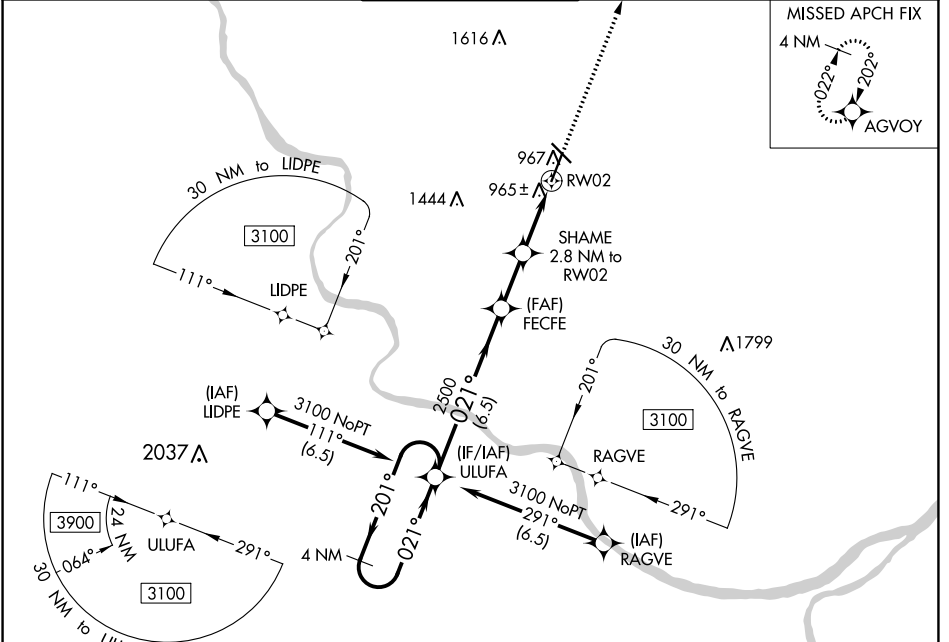 1616
MISSED APCH FIX
4 NM
022°
202°
AGVOY
967
RW02
965±
1444
30 NM to LIDPE
3100
201°
111°
LIDPE
SHAME
2.8 NM to
RW02
(FAF)
FECFE
1799
30 NM to RAGVE
201°
3100
RAGVE
291°
(IAF)
LIDPE
3100 NoPT
111°
(6.5)
2500
021°
(6.5)
(IF/IAF)
ULUFA
2037
3100 NoPT
291°
(6.5)
(IAF)
RAGVE
201°
021°
4 NM
111°
3900
24 NM
064°
ULUFA
291°
3100
30 NM to